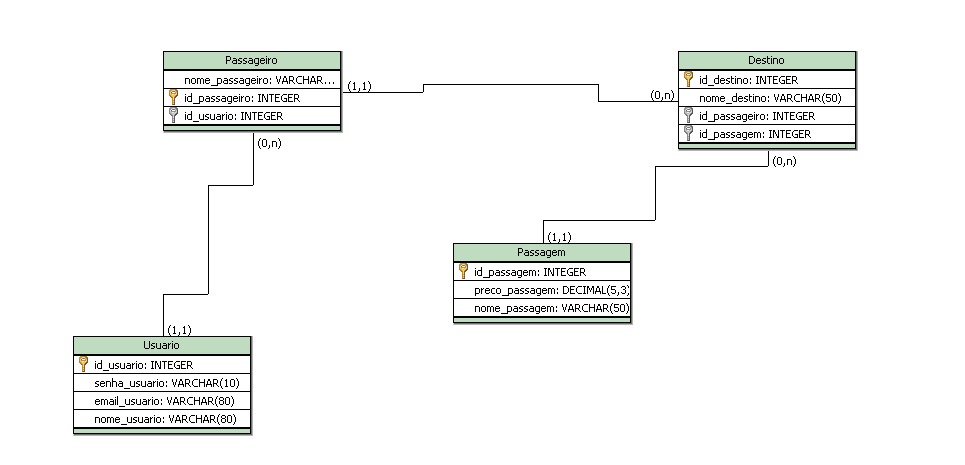 Passageiro
nome_passageiro: VARCHAR...
id_passageiro: INTEGER
id_usuario: INTEGER
(1,1)
(0,n)
(0,n)
Destino
id_destino: INTEGER
nome_destino: VARCHAR(50)
id_passageiro: INTEGER
id_passagem: INTEGER
(0,n)
(1,1)
Passagem
id_passagem: INTEGER
preco_passagem: DECIMAL(5,3)
nome_passagem: VARCHAR(50)
(1,1)
Usuario
id_usuario: INTEGER
senha_usuario: VARCHAR(10)
email_usuario: VARCHAR(80)
nome_usuario: VARCHAR(80)